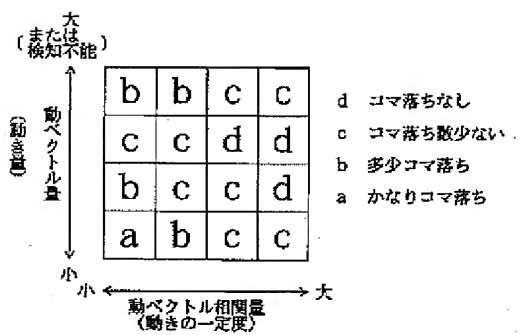 大
(または
検知不能)
動ベクトル量
(動き量)
b b c c
c c d d
b c c d
a b c c
d コマ落ちなし
c コマ落ち数少ない
b 多少コマ落ち
a かなりコマ落ち
小
小 大
動ベクトル相関量
(動きの一定度)